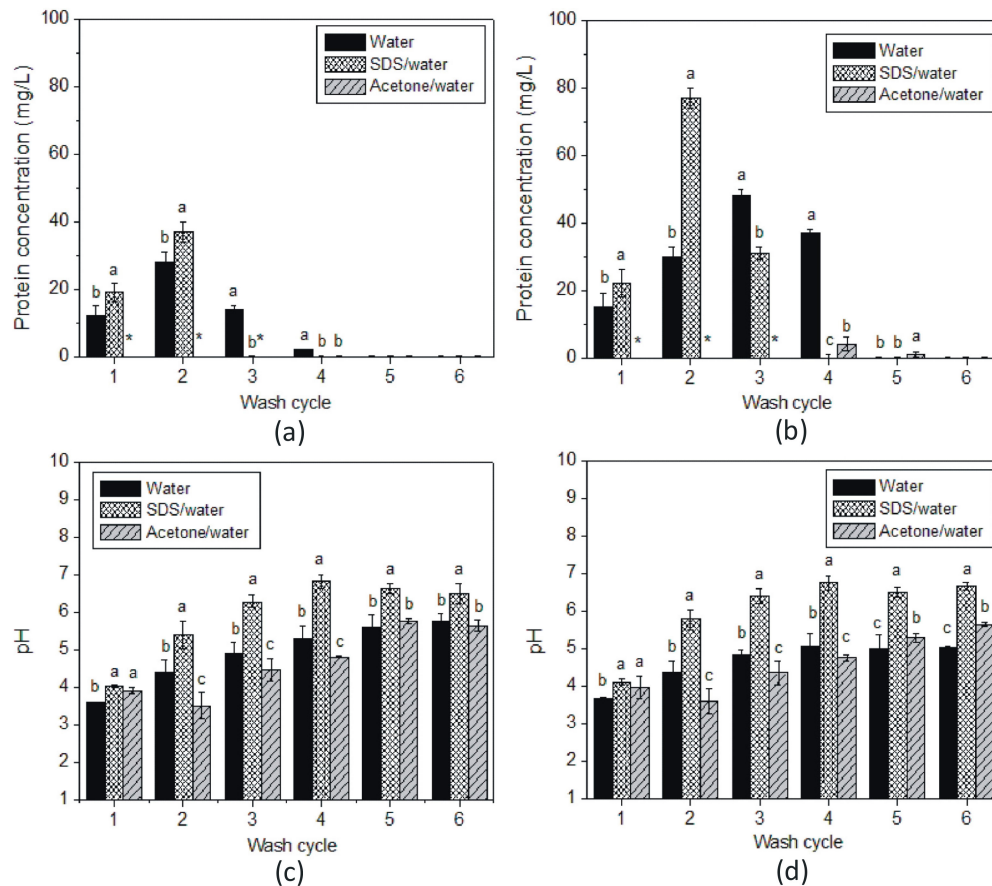 100
80
60
40
20
0
Protein concentration (mg/L)
Water
SDS/water
Acetone/water
b a *
b a *
a b *
a b b
1 2 3 4 5 6
Wash cycle
(a)
100
80
60
40
20
0
Protein concentration (mg/L)
Water
SDS/water
Acetone/water
b a *
b a *
a b *
a c b
b b a
1 2 3 4 5 6
Wash cycle
(b)
10
9
8
7
6
5
4
3
2
1
pH
Water
SDS/water
Acetone/water
b a a
b a c
b a c
b a c
b a b
b a b
1 2 3 4 5 6
Wash cycle
(c)
10
9
8
7
6
5
4
3
2
1
pH
Water
SDS/water
Acetone/water
b a a
b a c
b a c
b a c
c a b
c a b
1 2 3 4 5 6
Wash cycle
(d)